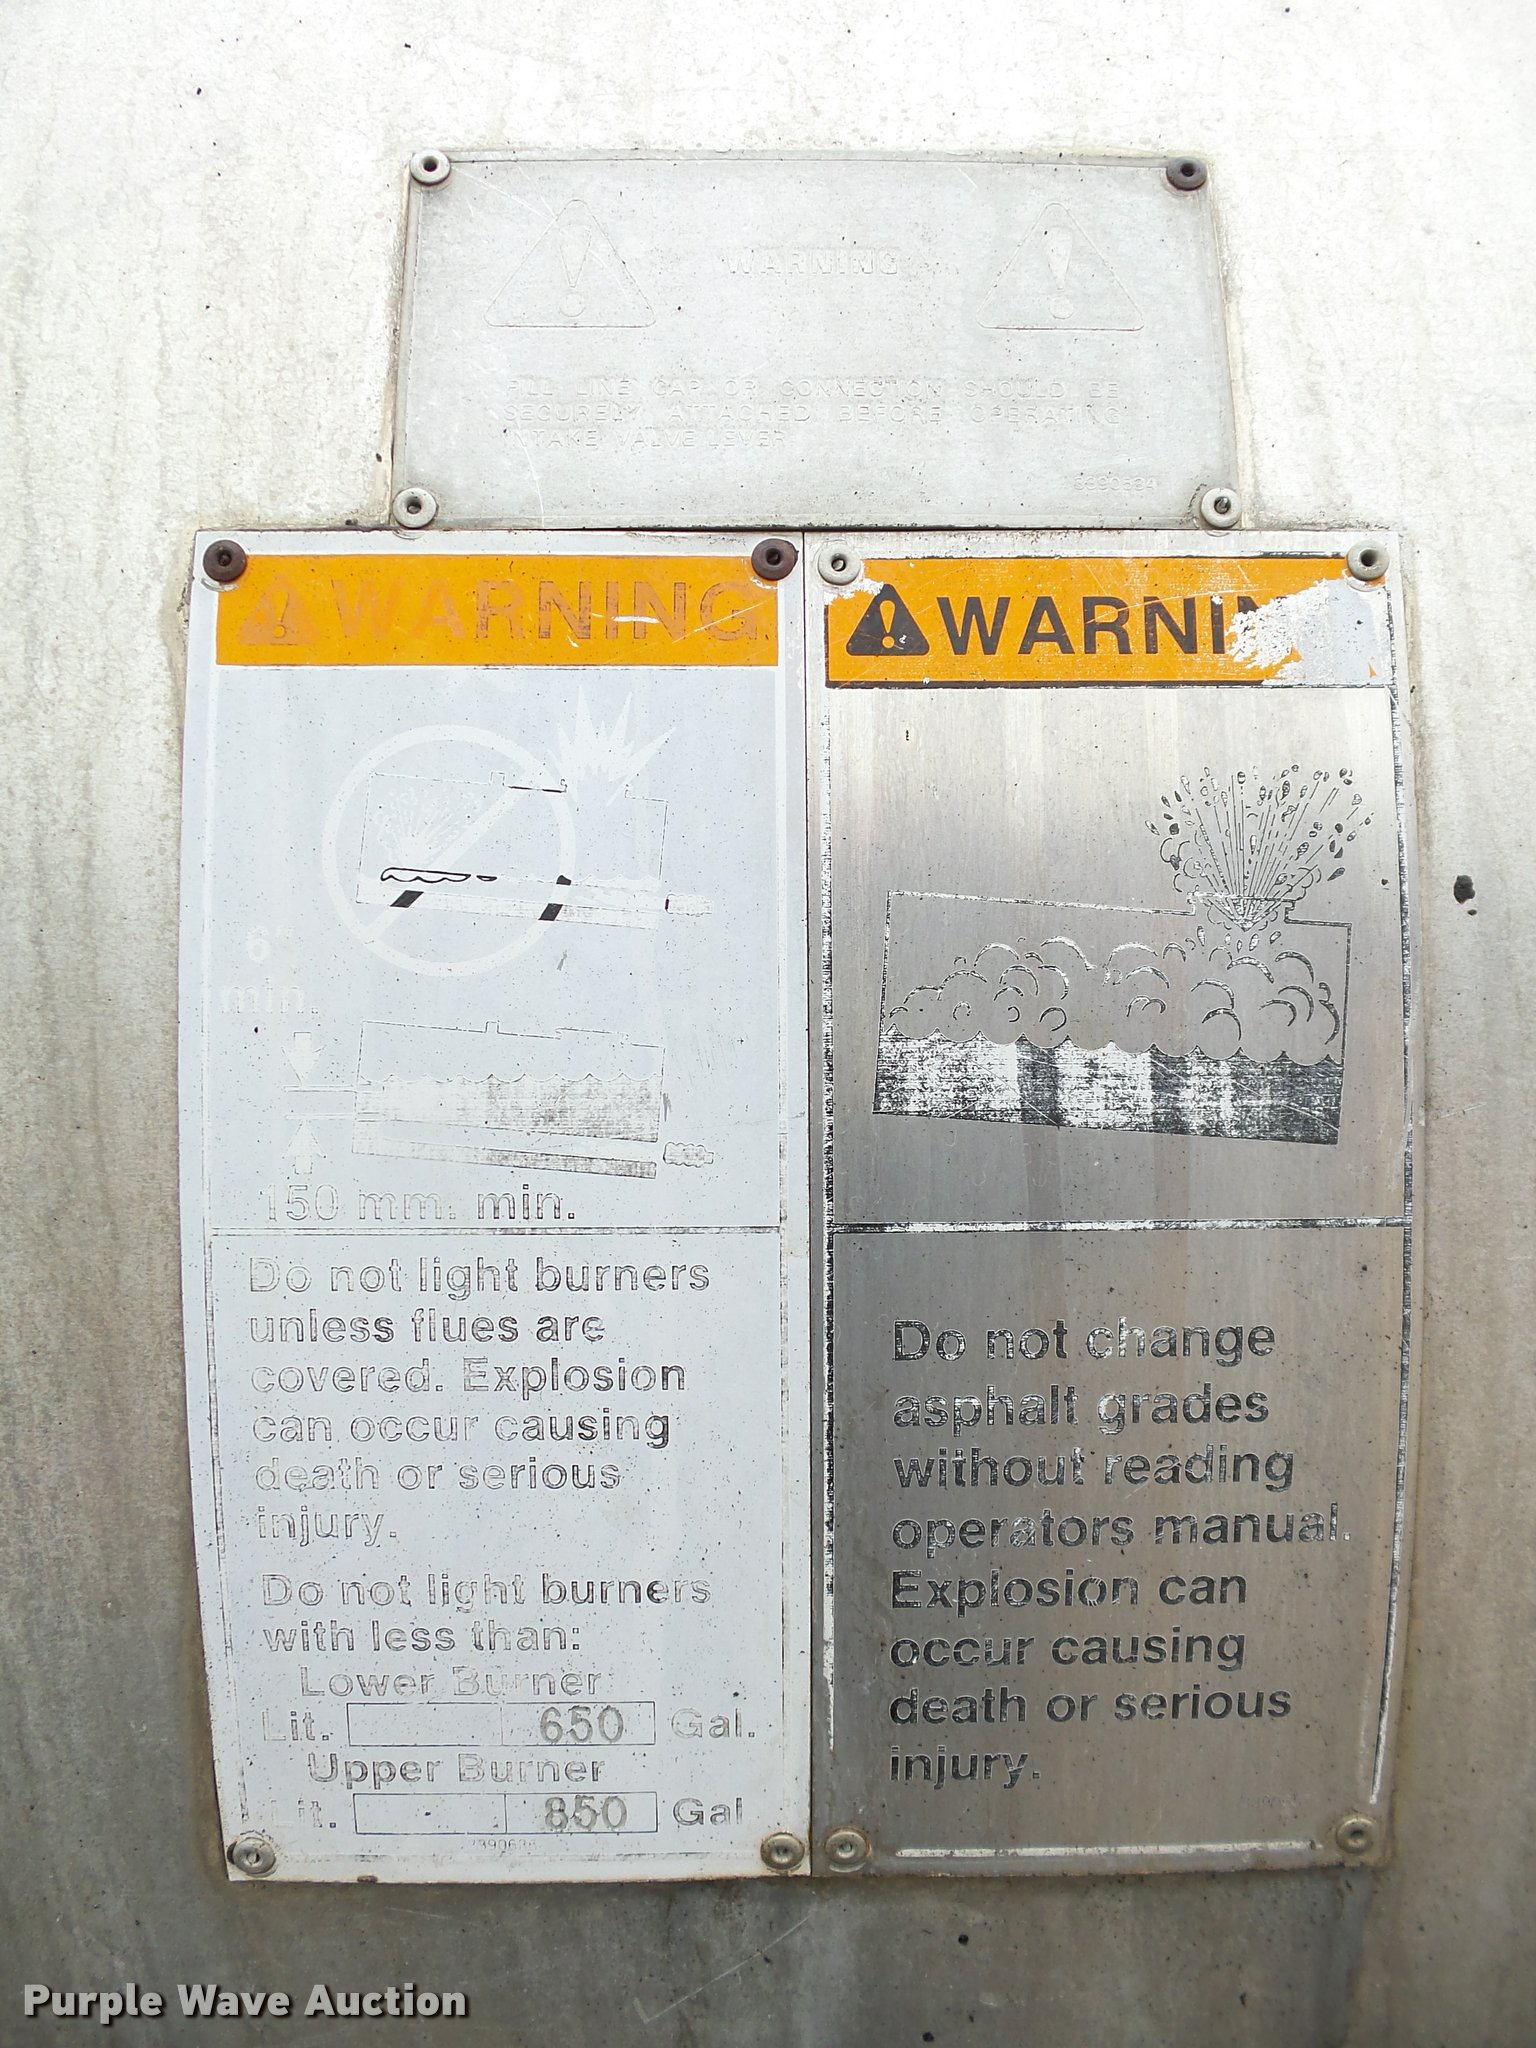 WARNING
FILL LINE CAP OR CONNECTION SHOULD BE
SECURELY ATTACHED BEFORE OPERATING
INTAKE VALVE LEVER
WARNING
6
min.
150 mm. min.
Do not light burners
unless flues are
covered. Explosion
can occur causing
death or serious
injury.
Do not light burners
with less than:
Lower Burner
Lit. 650 Gal.
Upper Burner
Lit. 850 Gal
WARNIN
Do not change
asphalt grades
without reading
operators manual.
Explosion can
occur causing
death or serious
injury.
Purple Wave Auction